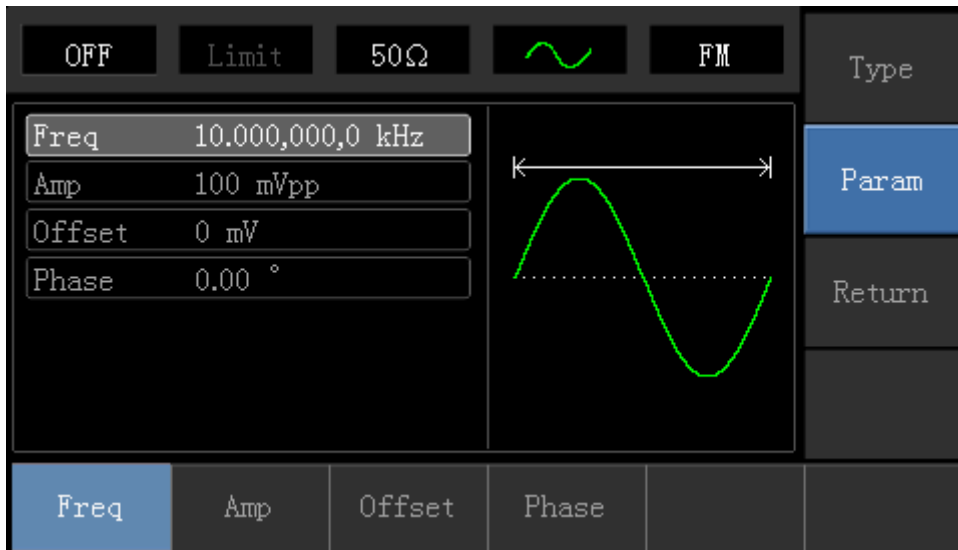 OFF Limit 50Ω FM
Type
Freq 10.000,000,0 kHz
Amp 100 mVpp
Offset 0 mV
Phase 0.00 °
Param
Return
Freq Amp Offset Phase